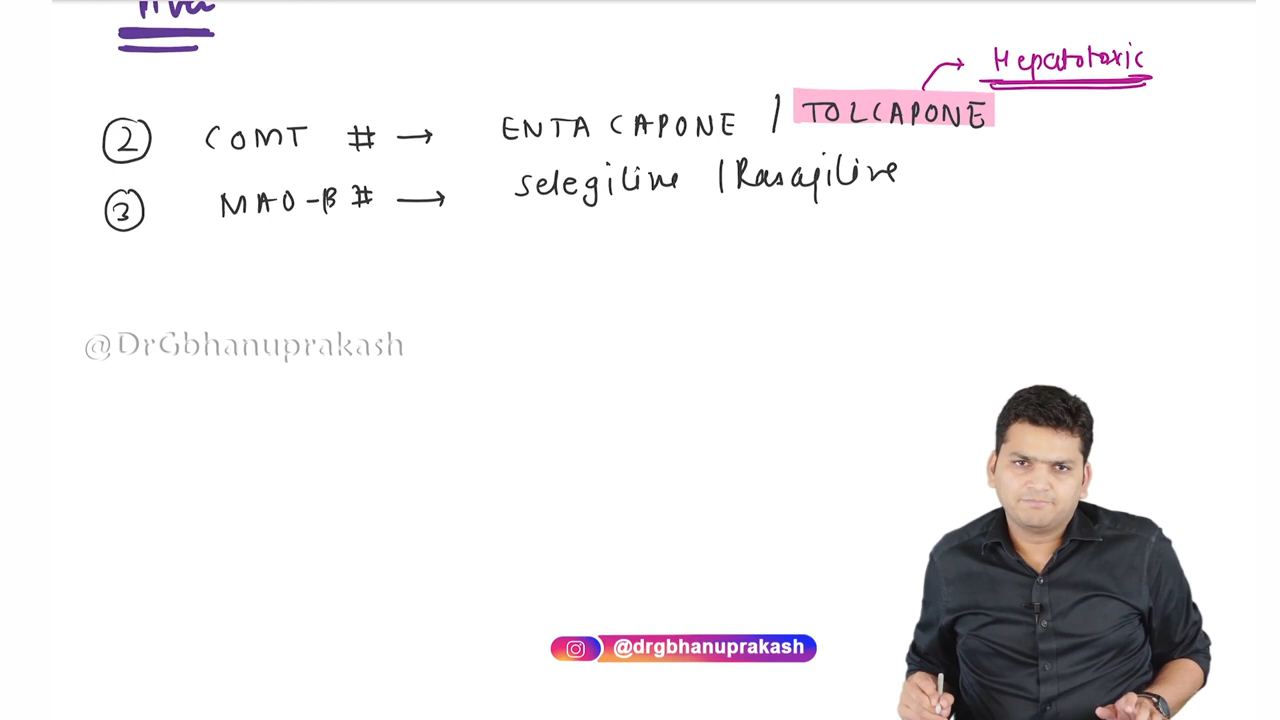 Hepatotoxic
② COMT # → ENTACAPONE / TOLCAPONE
③ MAO-B # → Selegiline / Rasagiline
@DrGbhanuprakash
@drgbhanuprakash